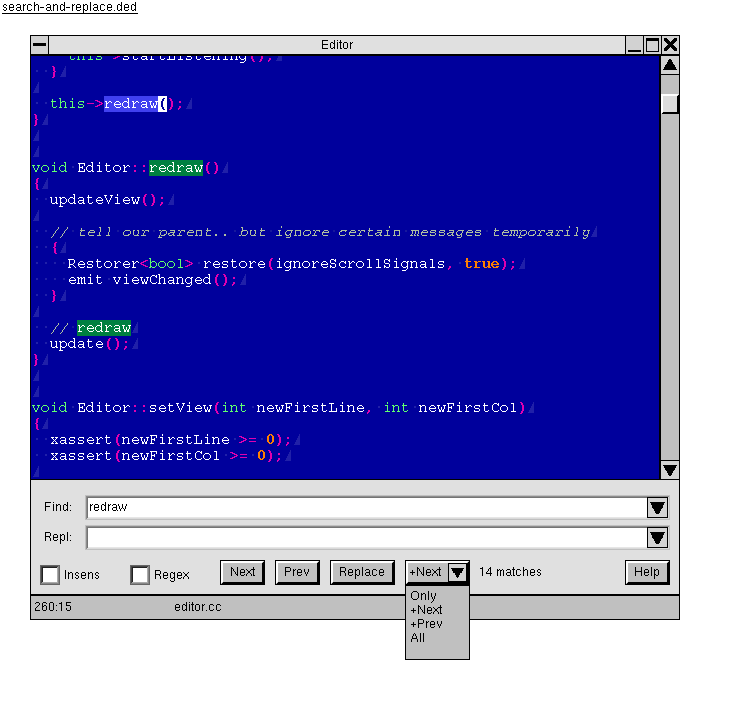 search-and-replace.ded
Editor
this->startListening();
}
this->redraw();
}
void Editor::redraw()
{
updateView();
// tell our parent.. but ignore certain messages temporarily
{
Restorer<bool> restore(ignoreScrollSignals, true);
emit viewChanged();
}
// redraw
update();
}
void Editor::setView(int newFirstLine, int newFirstCol)
{
xassert(newFirstLine >= 0);
xassert(newFirstCol >= 0);
Find: redraw
Repl:
Insens Regex Next Prev Replace +Next 14 matches Help
260:15 editor.cc
Only
+Next
+Prev
All